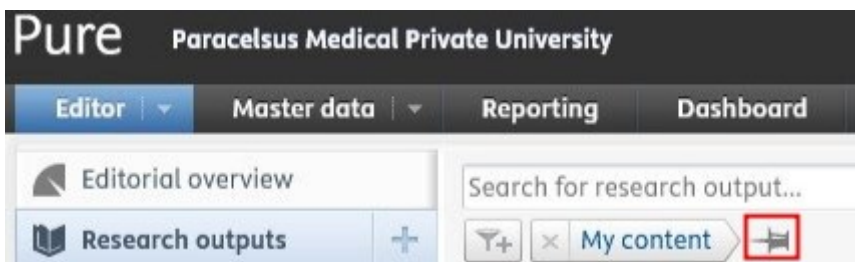 Pure Paracelsus Medical Private University
Editor Master data Reporting Dashboard
Editorial overview
Search for research output...
Research outputs
My content